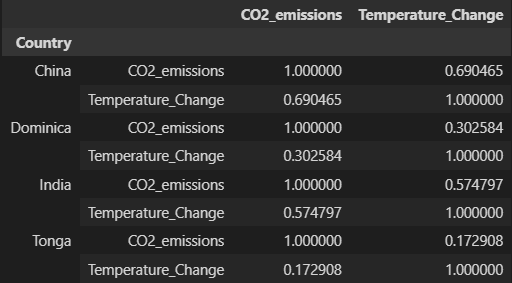 CO2_emissions Temperature_Change
Country
China CO2_emissions 1.000000 0.690465
Temperature_Change 0.690465 1.000000
Dominica CO2_emissions 1.000000 0.302584
Temperature_Change 0.302584 1.000000
India CO2_emissions 1.000000 0.574797
Temperature_Change 0.574797 1.000000
Tonga CO2_emissions 1.000000 0.172908
Temperature_Change 0.172908 1.000000